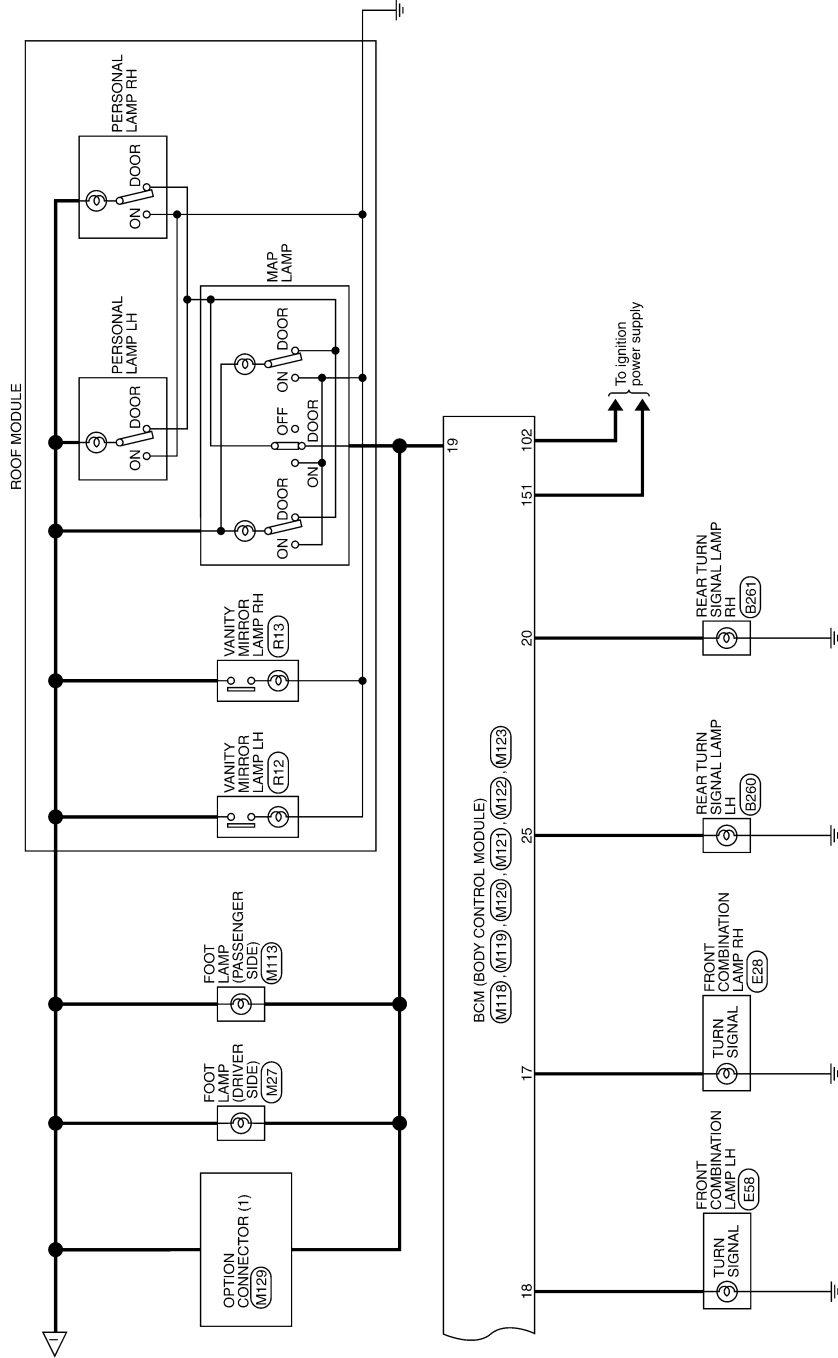 ROOF MODULE
PERSONAL
LAMP LH
ON
DOOR
PERSONAL
LAMP RH
ON
DOOR
MAP
LAMP
ON
DOOR
ON
DOOR
OFF
ON
DOOR
VANITY
MIRROR
LAMP LH
R12
VANITY
MIRROR
LAMP RH
R13
FOOT
LAMP
(DRIVER
SIDE)
M27
FOOT
LAMP
(PASSENGER
SIDE)
M113
OPTION
CONNECTOR (1)
M129
I
19
BCM (BODY CONTROL MODULE)
M118 , M119 , M120 , M121 , M122 , M123
18
17
25
20
151
102
To ignition
power supply
FRONT
COMBINATION
LAMP LH
E58
TURN
SIGNAL
FRONT
COMBINATION
LAMP RH
E28
TURN
SIGNAL
REAR TURN
SIGNAL LAMP
LH
B260
REAR TURN
SIGNAL LAMP
RH
B261